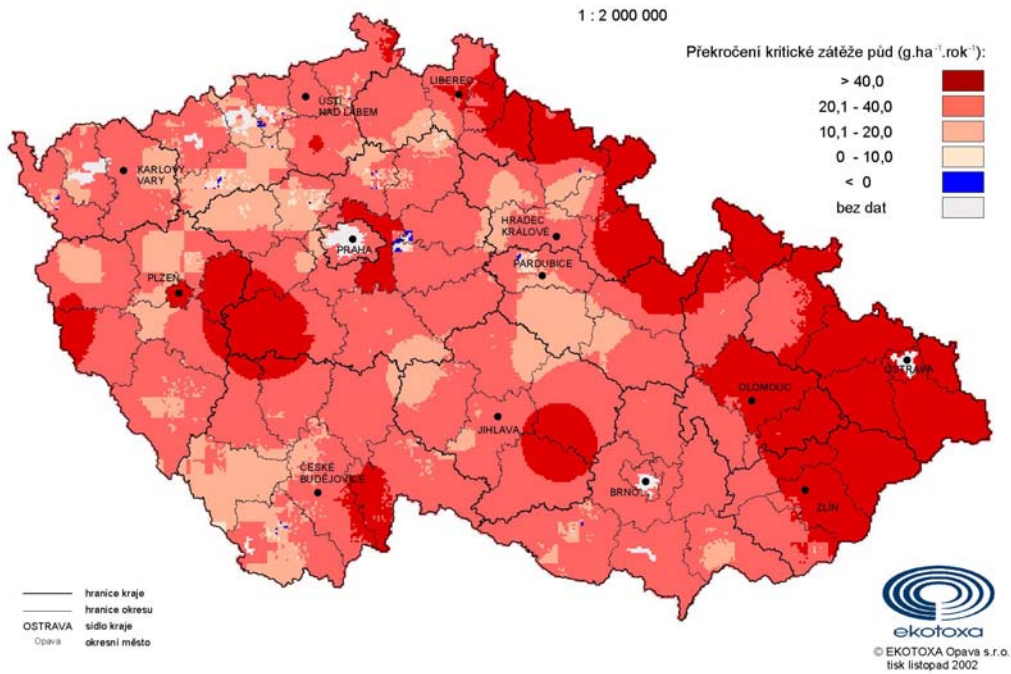 1 : 2 000 000
Překročení kritické zátěže půd (g.ha⁻¹.rok⁻¹):
> 40,0
20,1 - 40,0
10,1 - 20,0
0 - 10,0
< 0
bez dat
LIBEREC
ÚSTÍ
NAD LABEM
KARLOVY
VARY
HRADEC
KRÁLOVÉ
PRAHA
PARDUBICE
PLZEŇ
OSTRAVA
OLOMOUC
JIHLAVA
ČESKÉ
BUDĚJOVICE
BRNO
ZLÍN
hranice kraje
hranice okresu
OSTRAVA sídlo kraje
Opava okresní město
ekotoxa
© EKOTOXA Opava s.r.o.
tisk listopad 2002